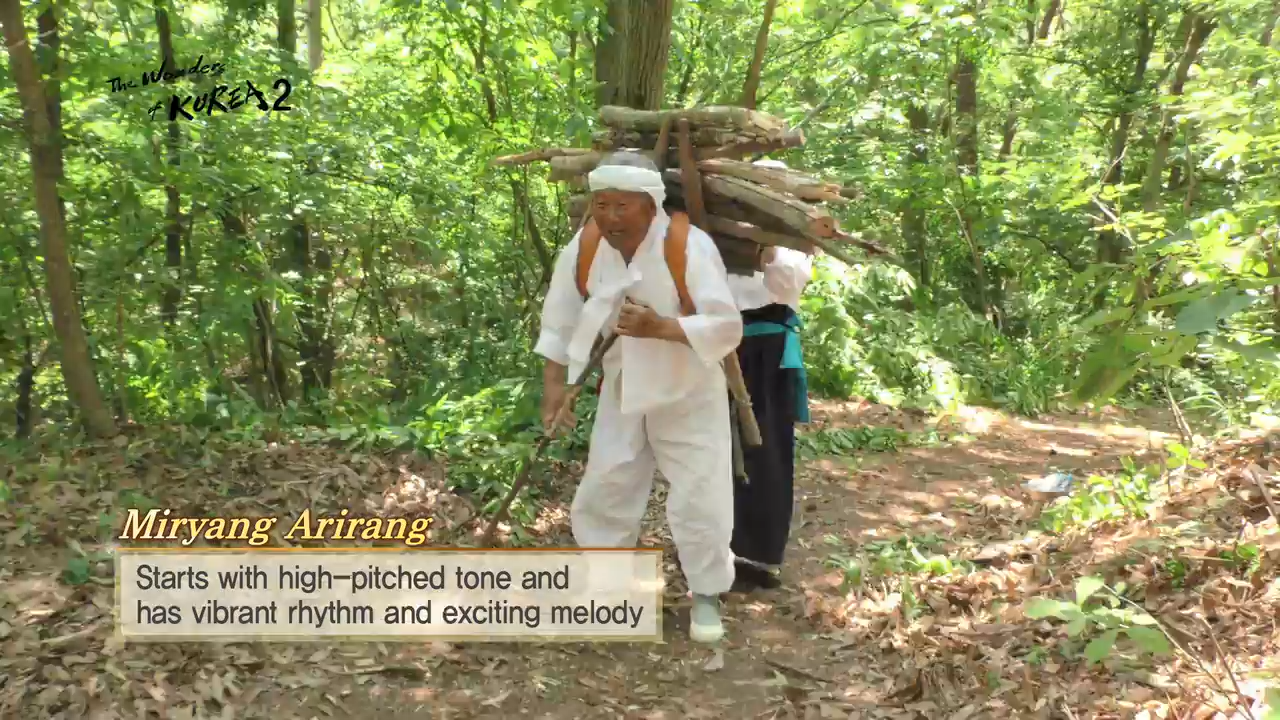 The Wonders
of KOREA 2
Miryang Arirang
Starts with high-pitched tone and
has vibrant rhythm and exciting melody